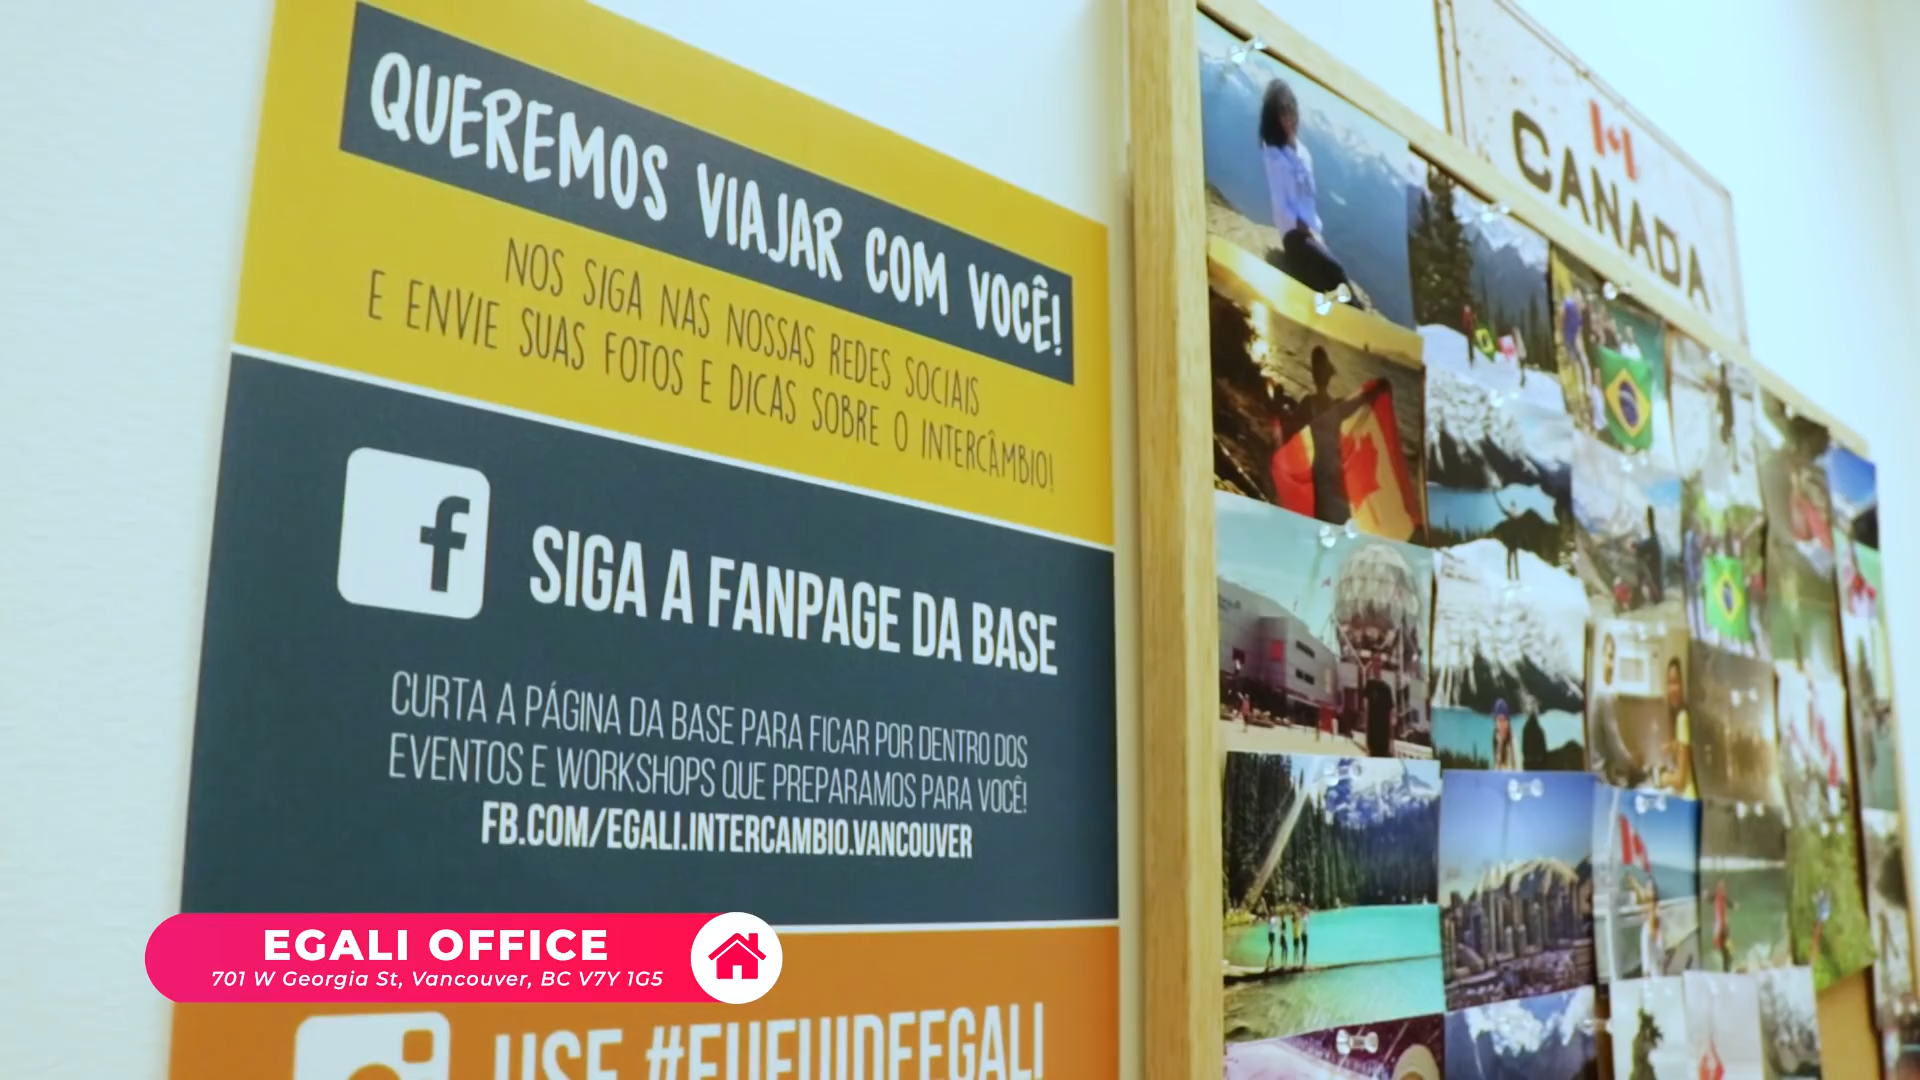 QUEREMOS VIAJAR COM VOCÊ!
NOS SIGA NAS NOSSAS REDES SOCIAIS
E ENVIE SUAS FOTOS E DICAS SOBRE O INTERCÂMBIO!
f
SIGA A FANPAGE DA BASE
CURTA A PÁGINA DA BASE PARA FICAR POR DENTRO DOS
EVENTOS E WORKSHOPS QUE PREPARAMOS PARA VOCÊ!
FB.COM/EGALI.INTERCAMBIO.VANCOUVER
USE #EUFUIDEEGALI
CANADA
EGALI OFFICE
701 W Georgia St, Vancouver, BC V7Y 1G5